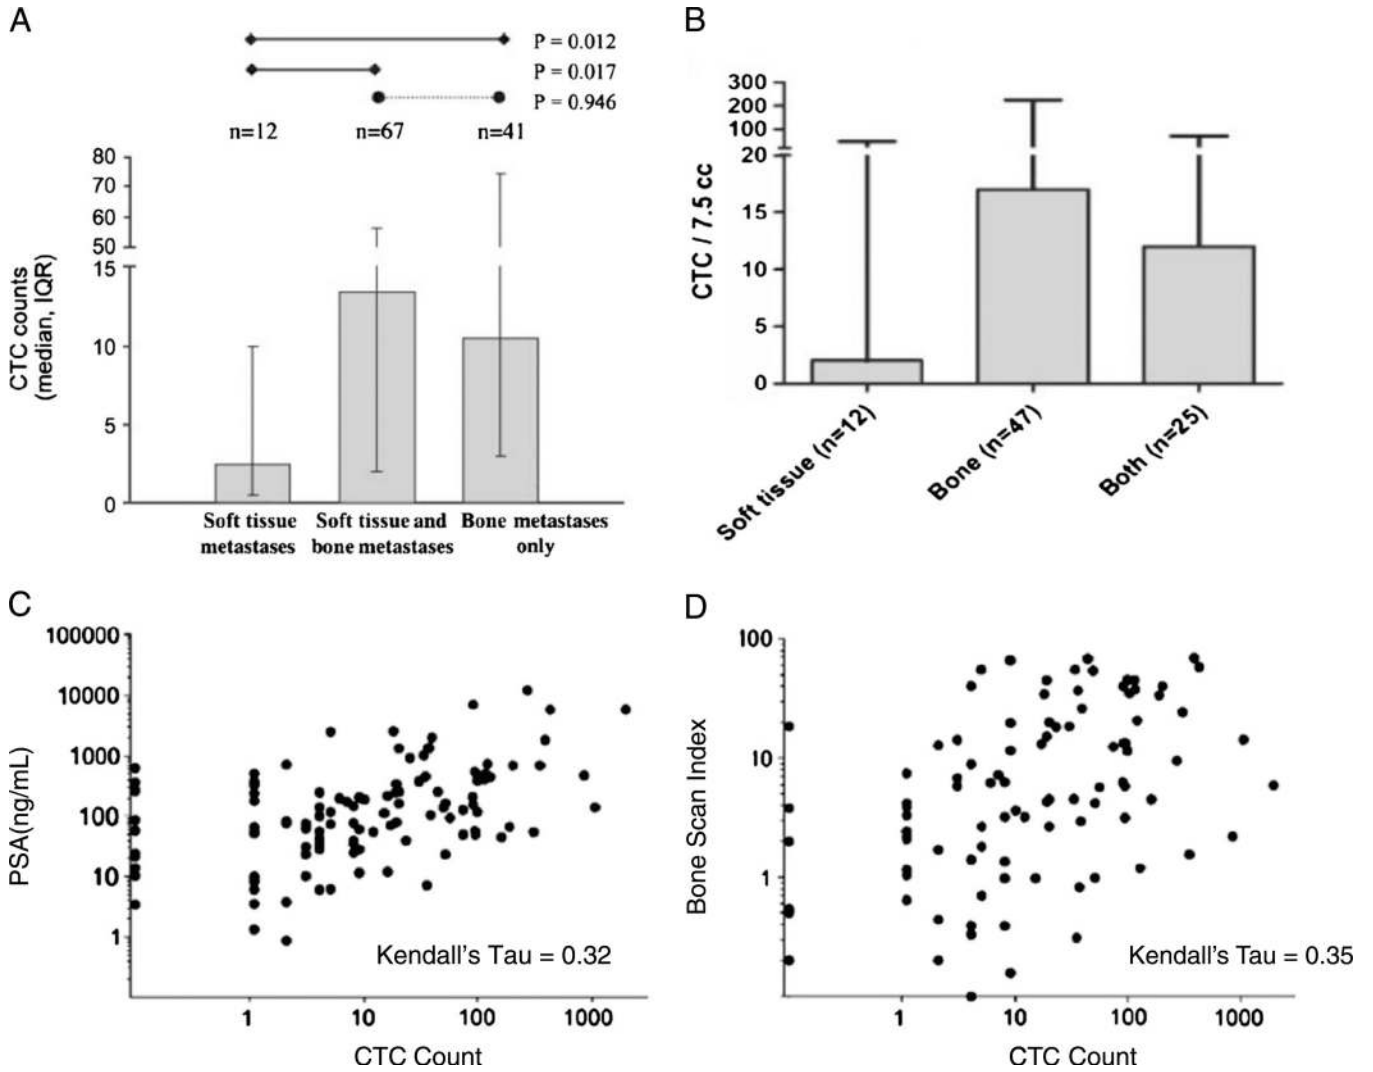 A
P = 0.012
P = 0.017
P = 0.946
n=12 n=67 n=41
80
70
60
50
15
10
5
0
CTC counts
(median, IQR)
Soft tissue
metastases
Soft tissue and
bone metastases
Bone metastases
only
B
300
200
100
20
15
10
5
0
CTC / 7.5 cc
Soft tissue (n=12)
Bone (n=47)
Both (n=25)
C
100000
10000
1000
100
10
1
PSA(ng/mL)
Kendall's Tau = 0.32
1 10 100 1000
CTC Count
D
100
10
1
Bone Scan Index
Kendall's Tau = 0.35
1 10 100 1000
CTC Count